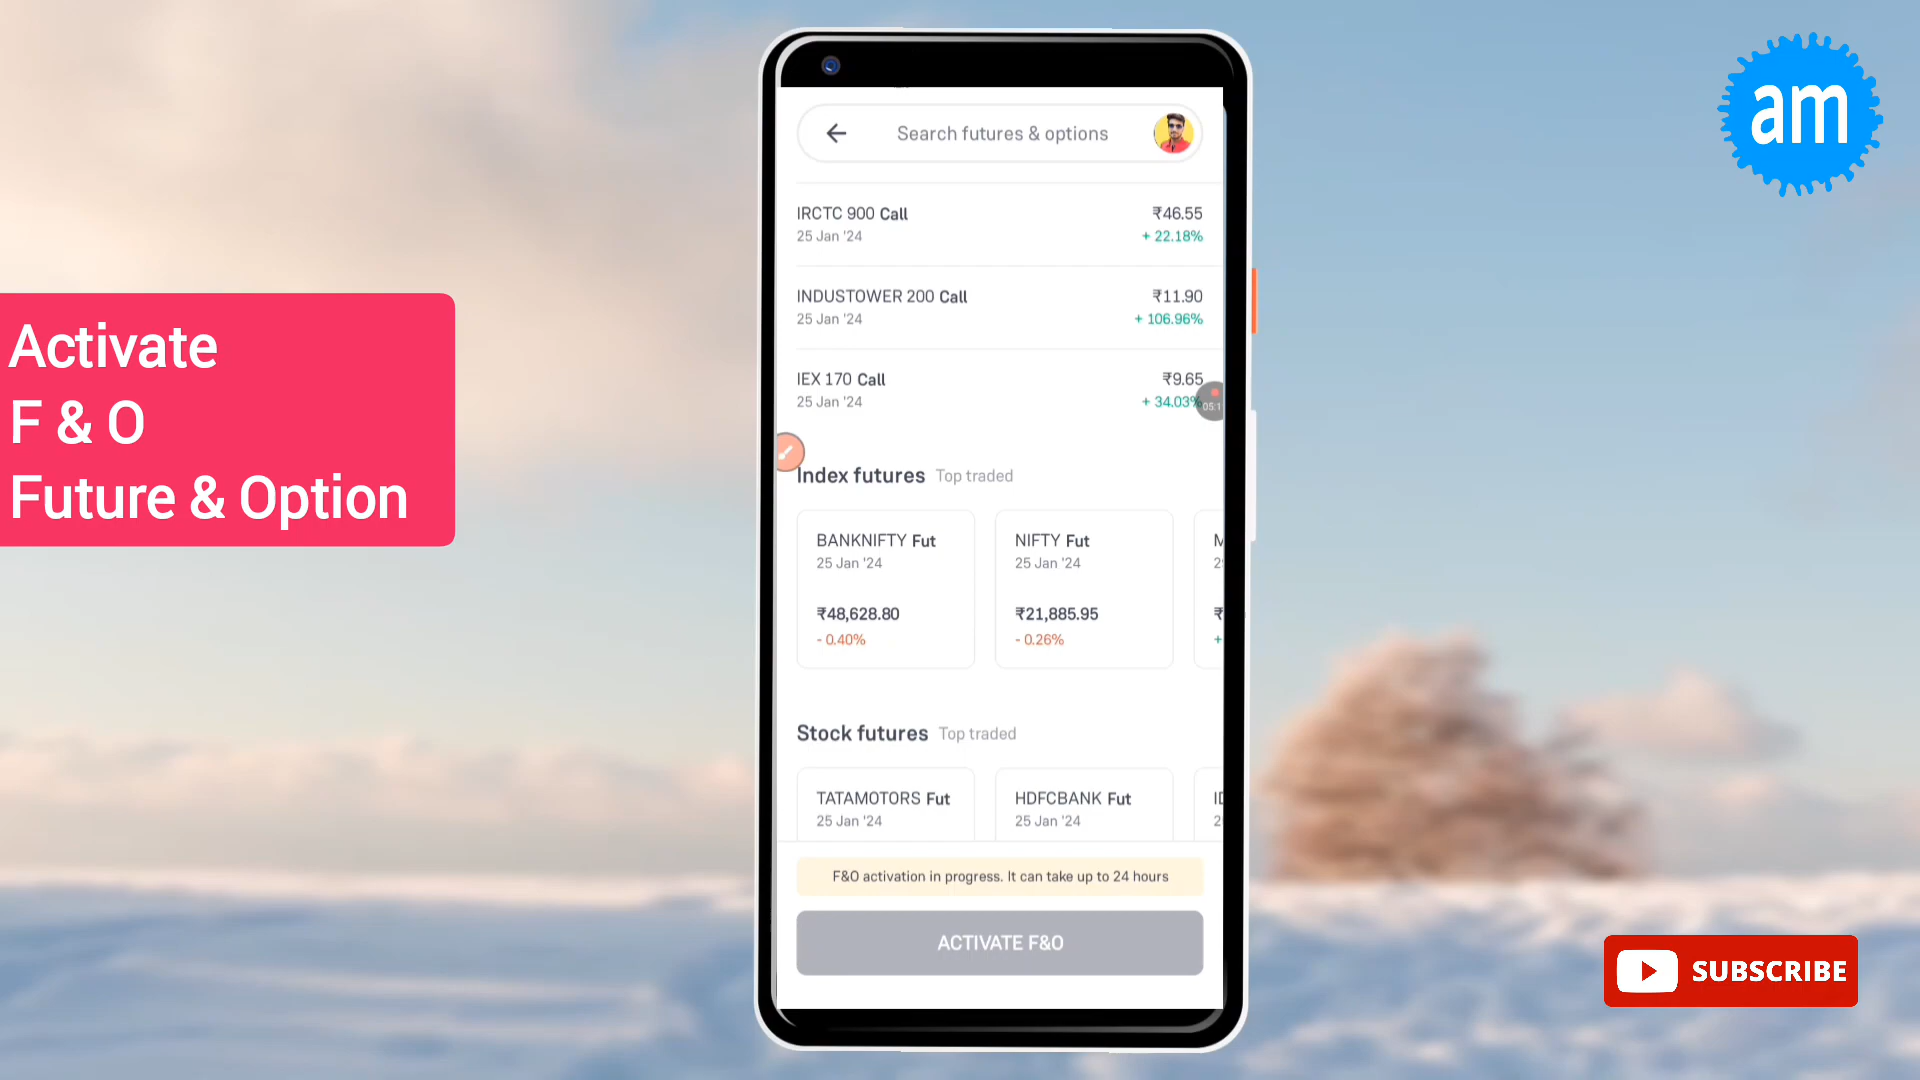 am
Activate
F & O
Future & Option
Search futures & options
IRCTC 900 Call
₹46.55
25 Jan '24
+ 22.18%
INDUSTOWER 200 Call
₹11.90
25 Jan '24
+ 106.96%
IEX 170 Call
₹9.65
25 Jan '24
+ 34.03%
05:1
Index futures Top traded
BANKNIFTY Fut
25 Jan '24
₹48,628.80
- 0.40%
NIFTY Fut
25 Jan '24
₹21,885.95
- 0.26%
Stock futures Top traded
TATAMOTORS Fut
25 Jan '24
HDFCBANK Fut
25 Jan '24
F&O activation in progress. It can take up to 24 hours
ACTIVATE F&O
SUBSCRIBE